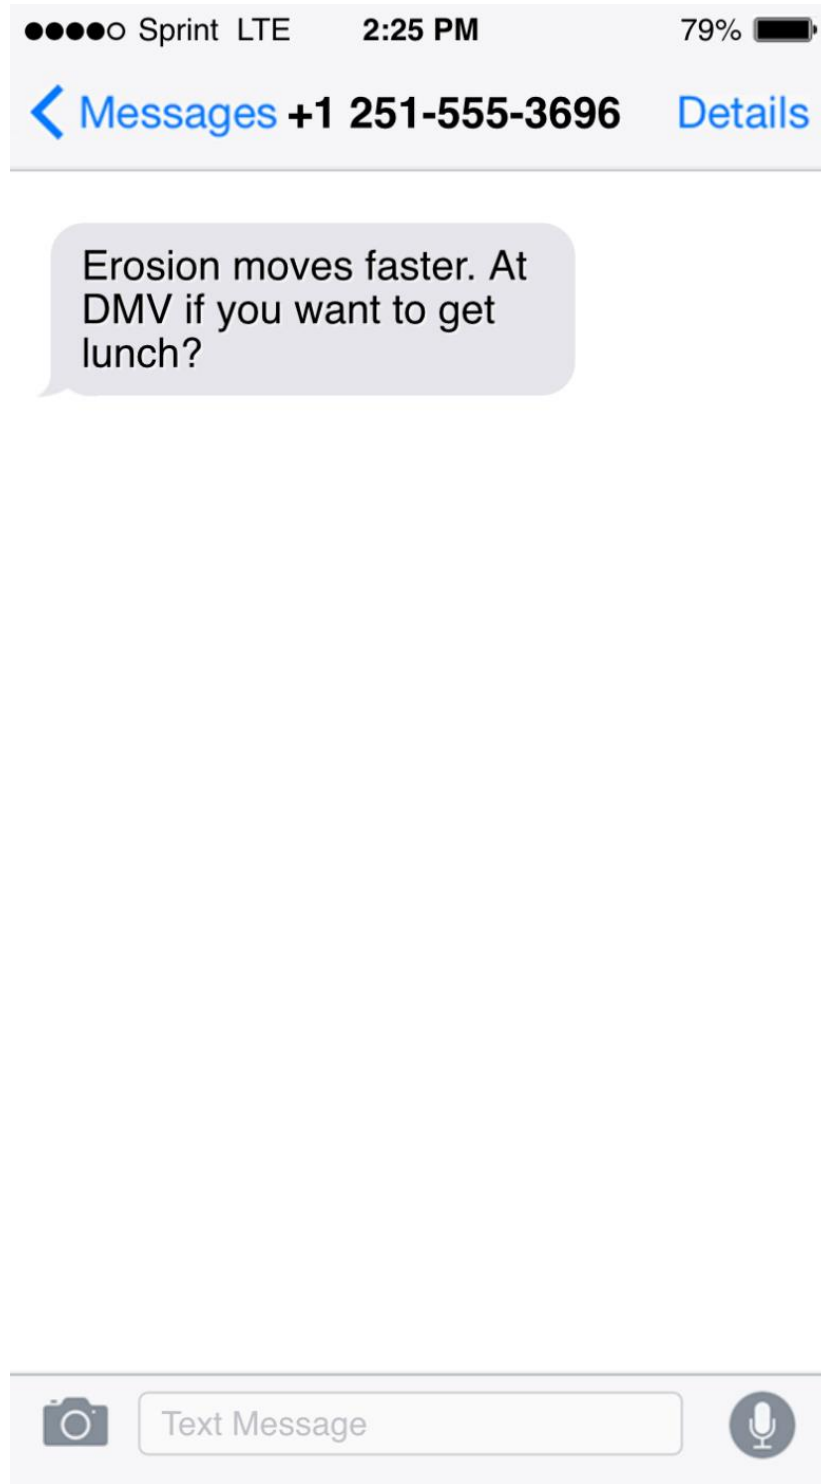 Sprint LTE 2:25 PM 79%
Messages +1 251-555-3696 Details
Erosion moves faster. At
DMV if you want to get
lunch?
Text Message